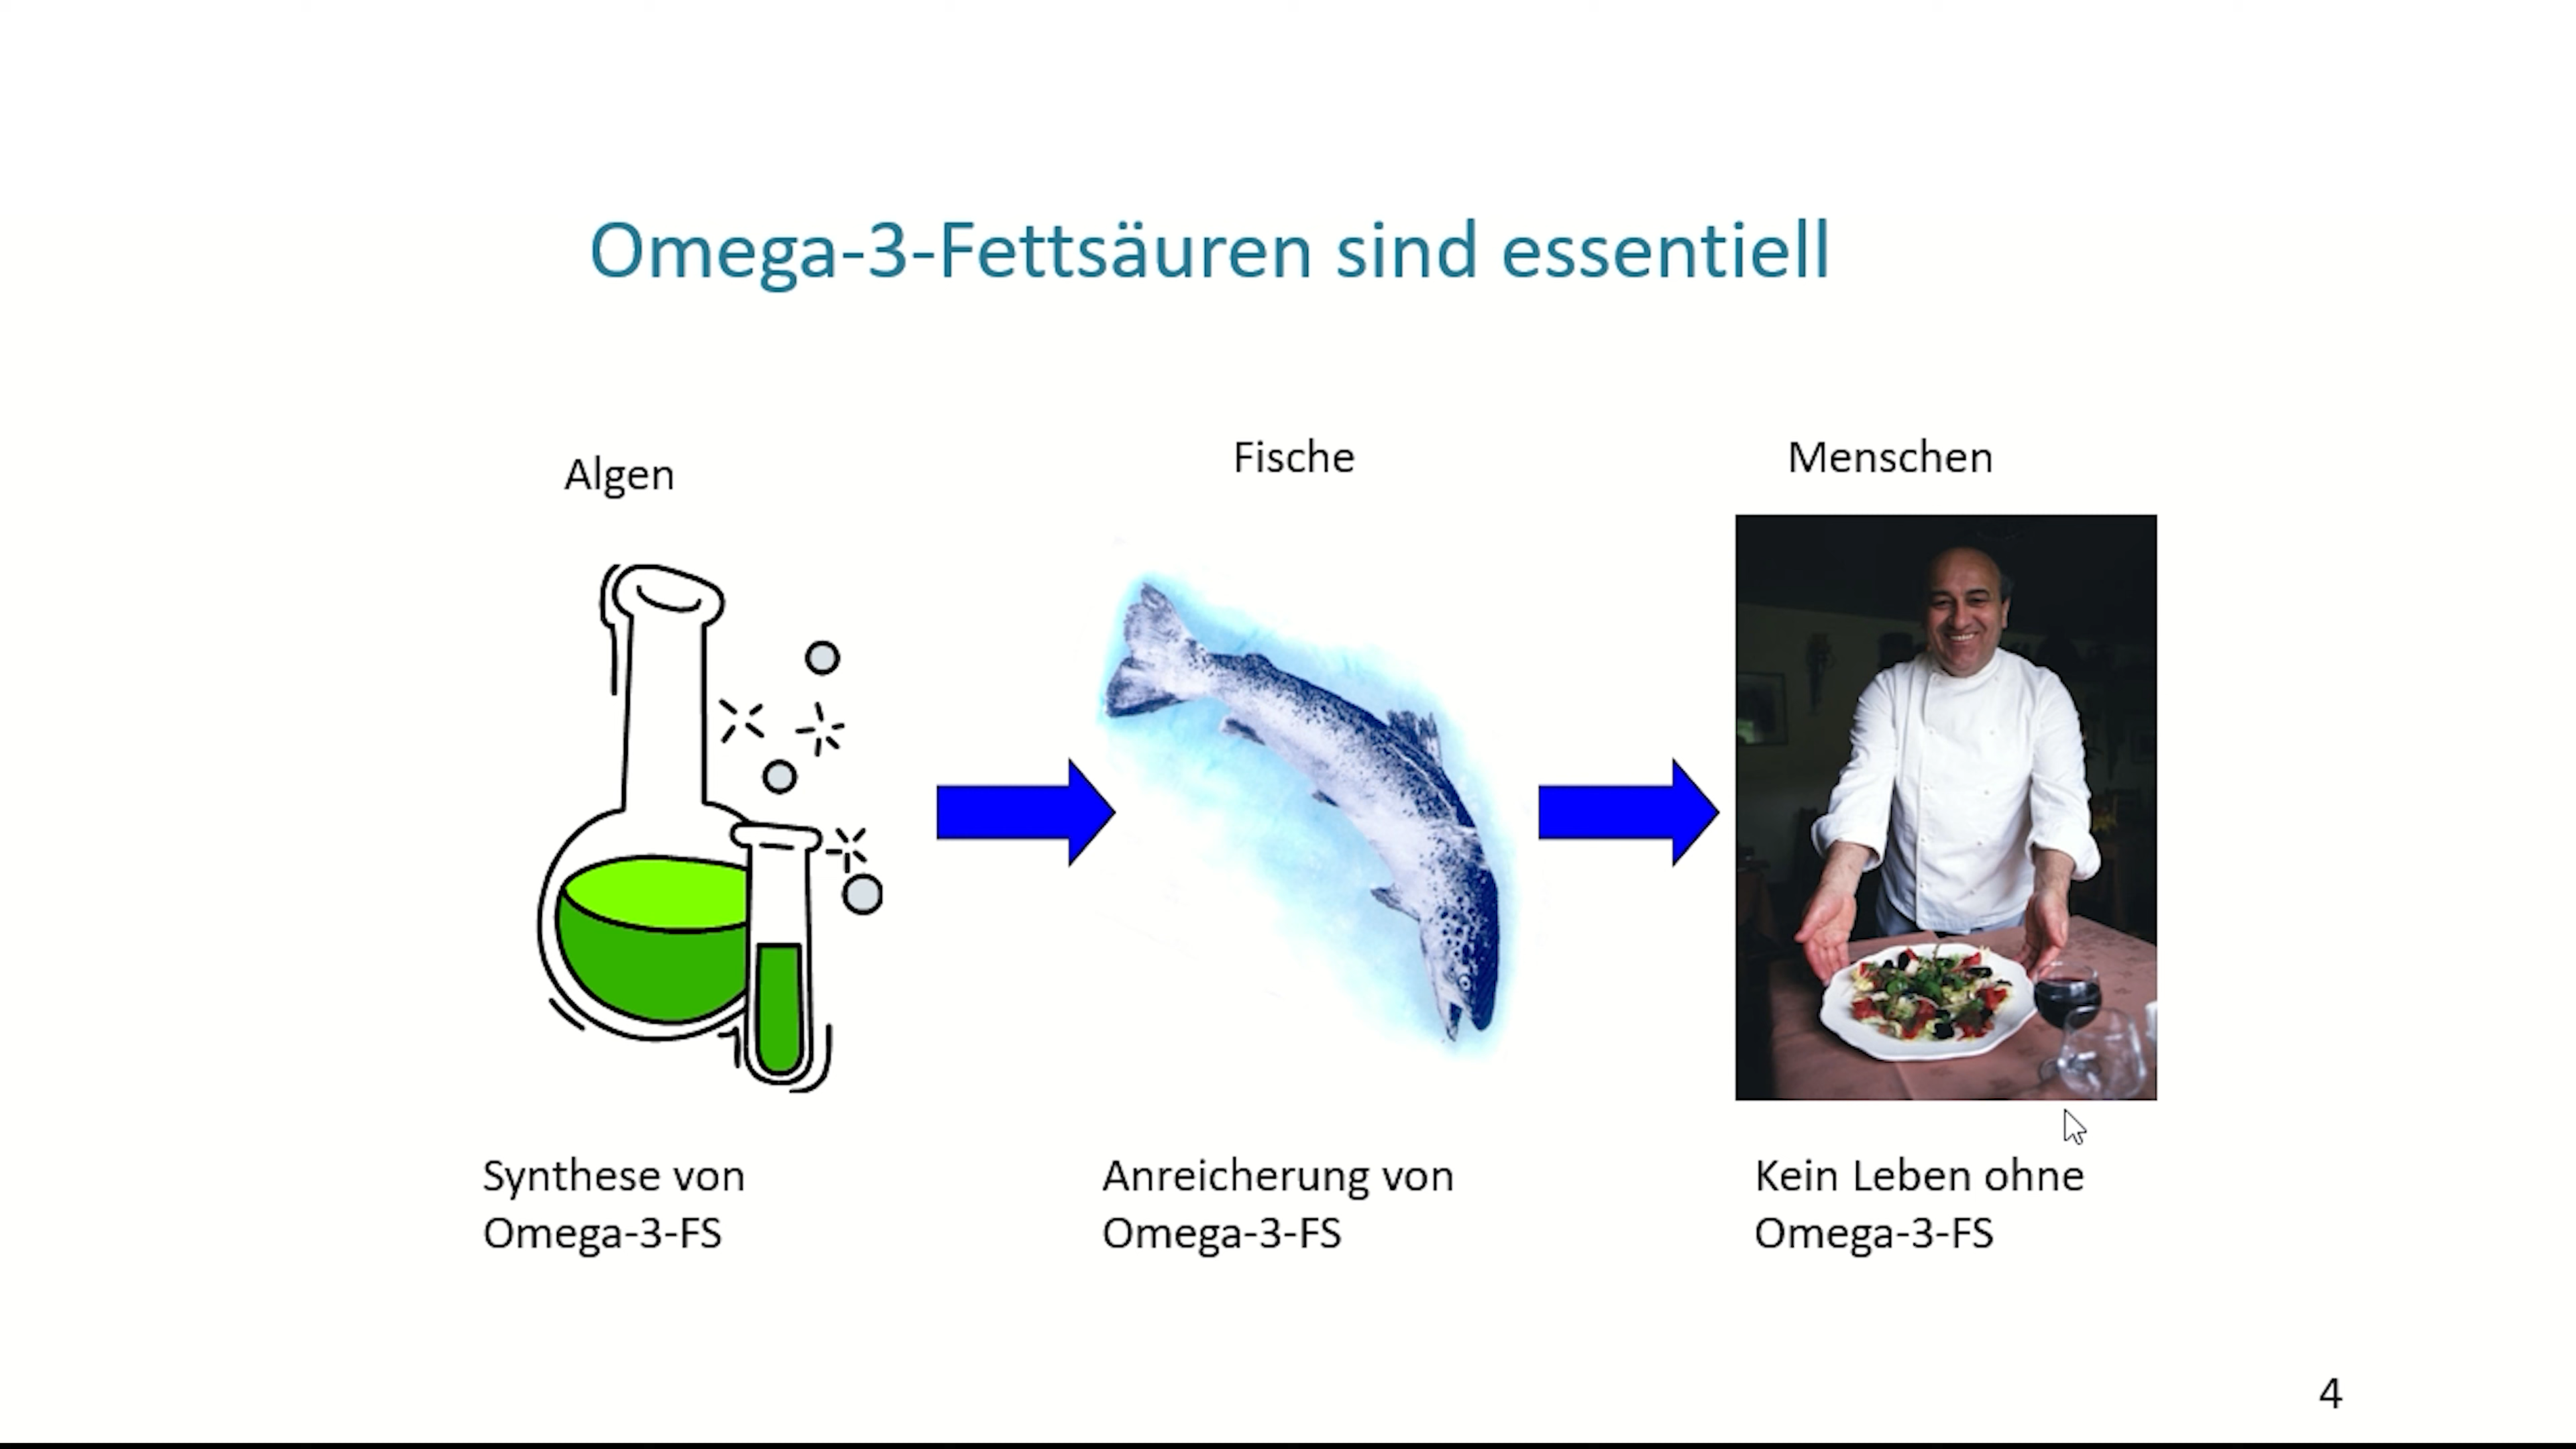 Omega-3-Fettsäuren sind essentiell
Algen
Fische
Menschen
Synthese von
Omega-3-FS
Anreicherung von
Omega-3-FS
Kein Leben ohne
Omega-3-FS
4